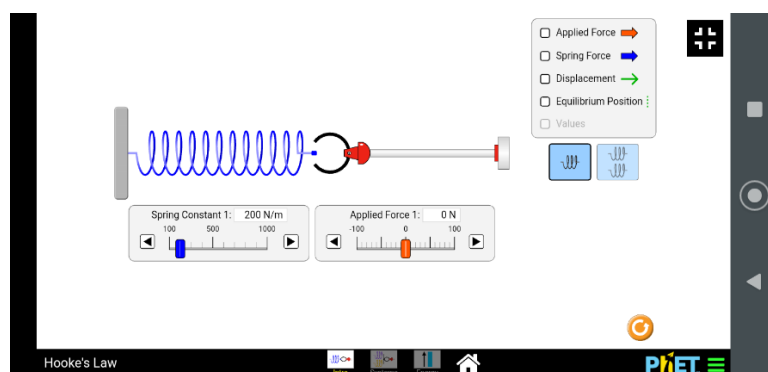 Applied Force
Spring Force
Displacement
Equilibrium Position
Values
Spring Constant 1: 200 N/m
100 500 1000
Applied Force 1: 0 N
-100 0 100
Hooke's Law
PhET